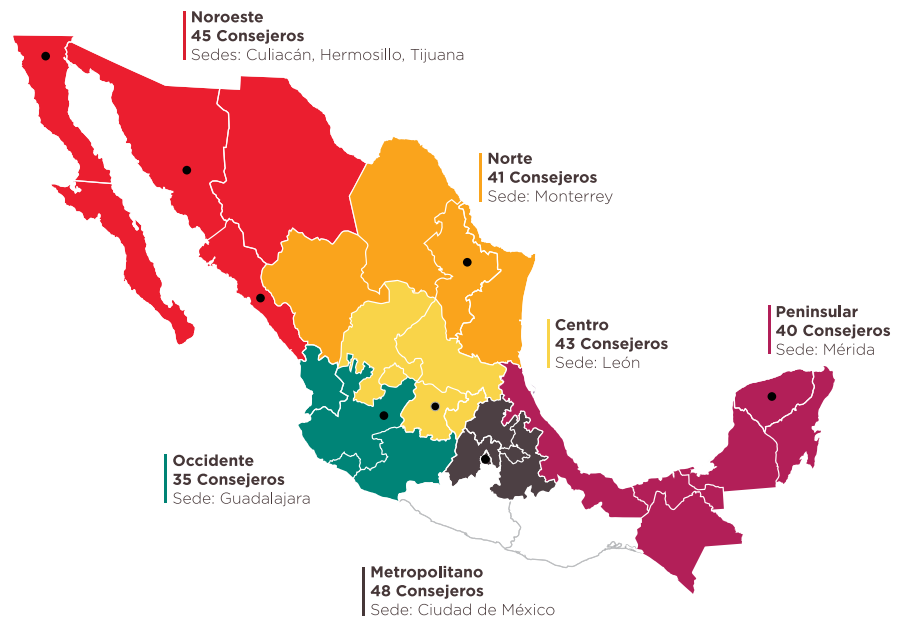 Noroeste
45 Consejeros
Sedes: Culiacán, Hermosillo, Tijuana
Norte
41 Consejeros
Sede: Monterrey
Centro
43 Consejeros
Sede: León
Peninsular
40 Consejeros
Sede: Mérida
Occidente
35 Consejeros
Sede: Guadalajara
Metropolitano
48 Consejeros
Sede: Ciudad de México